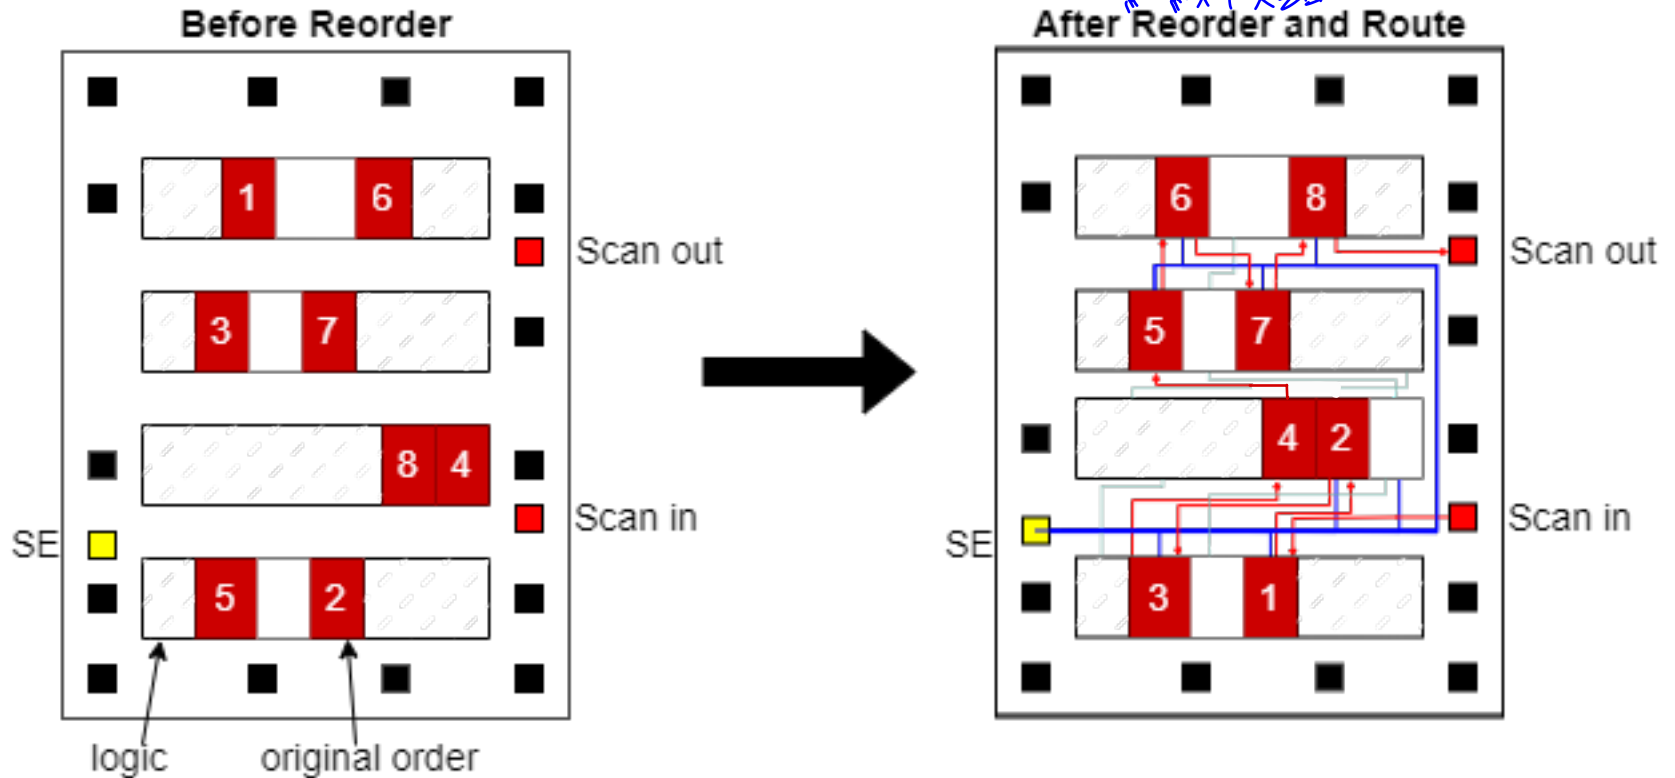 Before Reorder
1 6
Scan out
3 7
8 4
Scan in
SE
5 2
logic original order
After Reorder and Route
6 8
Scan out
5 7
4 2
Scan in
SE
3 1